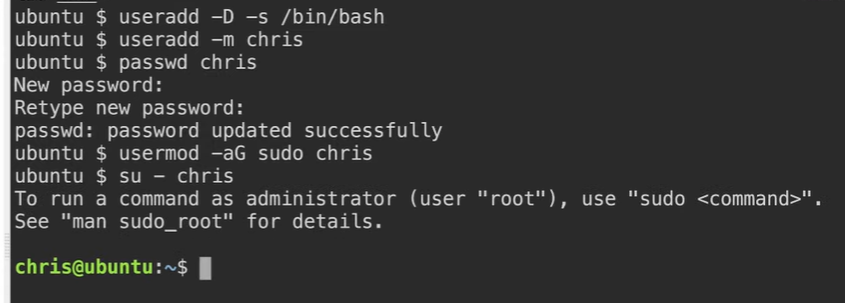 ubuntu $ useradd -D -s /bin/bash
ubuntu $ useradd -m chris
ubuntu $ passwd chris
New password:
Retype new password:
passwd: password updated successfully
ubuntu $ usermod -aG sudo chris
ubuntu $ su - chris
To run a command as administrator (user "root"), use "sudo <command>".
See "man sudo_root" for details.
chris@ubuntu:~$